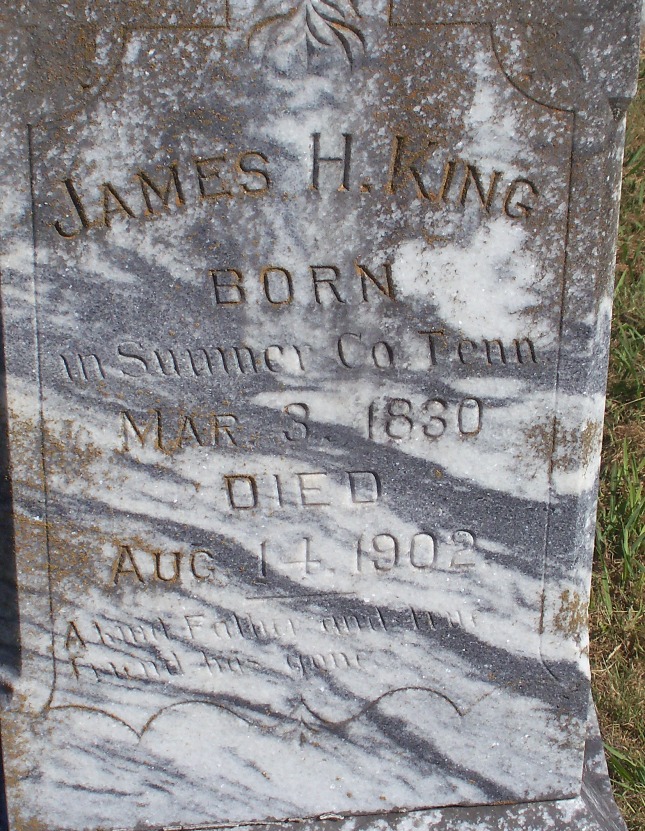 JAMES H. KING
BORN
in Sumner Co. Tenn.
MAR. 3. 1830
DIED
AUG. 14. 1902
A kind Father and true
friend has gone